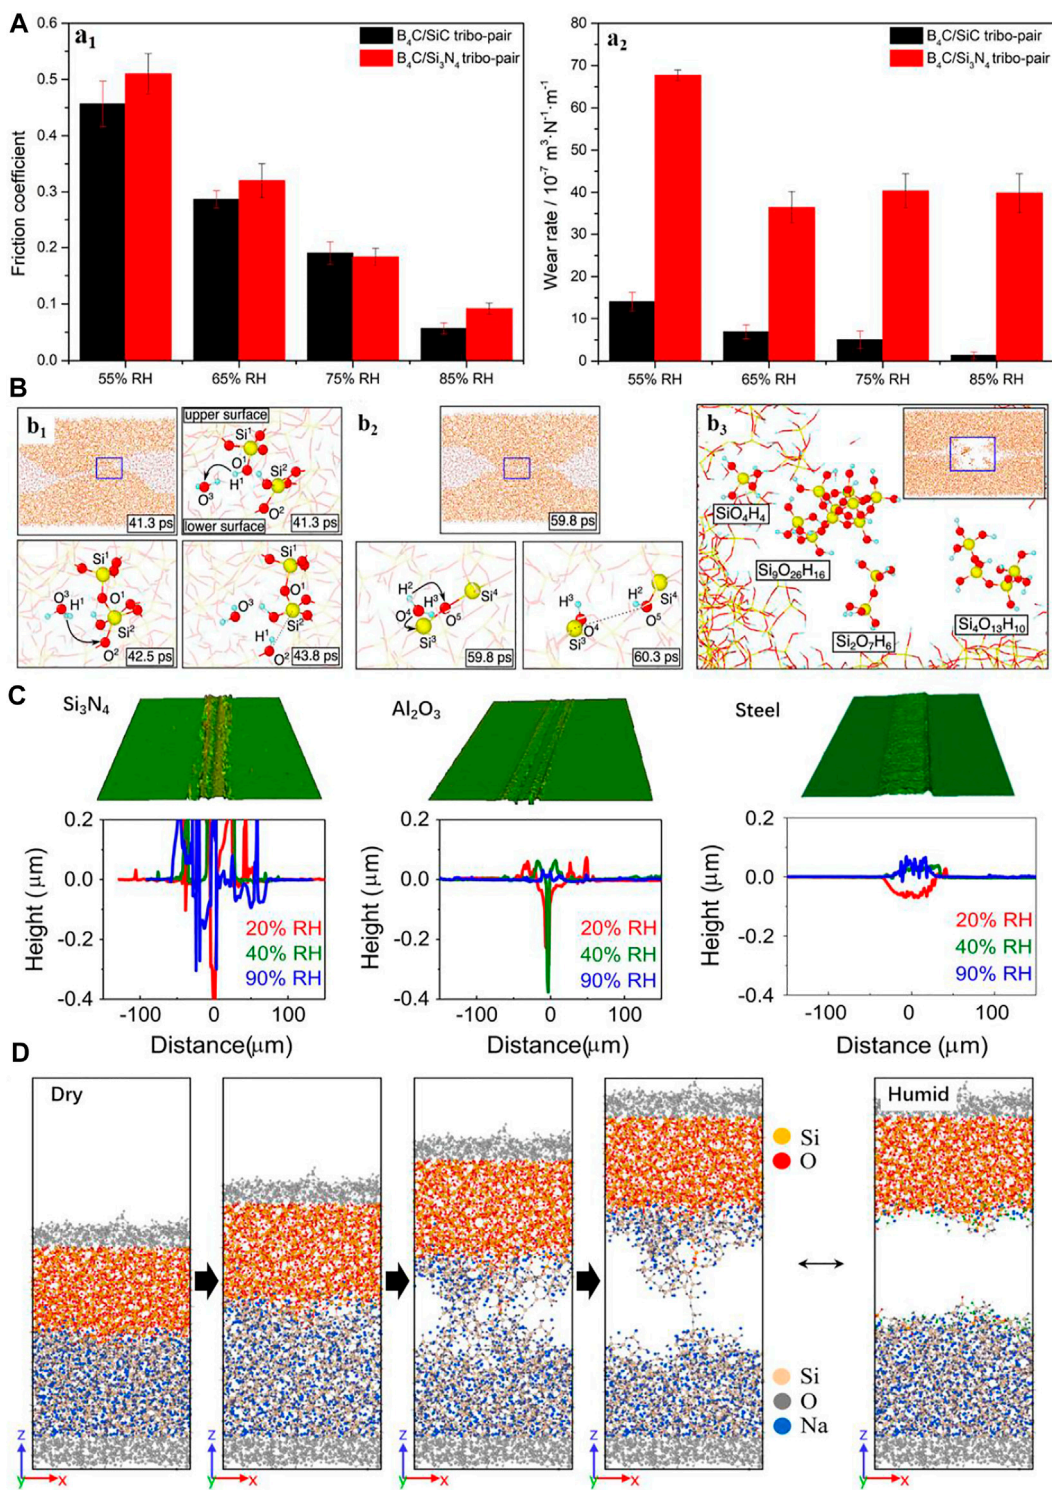 A
a₁
B₄C/SiC tribo-pair
B₄C/Si₃N₄ tribo-pair
Friction coefficient
0.6
0.5
0.4
0.3
0.2
0.1
0.0
55% RH
65% RH
75% RH
85% RH
a₂
B₄C/SiC tribo-pair
B₄C/Si₃N₄ tribo-pair
Wear rate / 10⁻⁷ m³·N⁻¹·m⁻¹
80
70
60
50
40
30
20
10
0
55% RH
65% RH
75% RH
85% RH
B
b₁
41.3 ps
upper surface
Si¹
O¹
Si²
H¹
O³
O²
lower surface
41.3 ps
Si¹
O³
H¹
O¹
Si²
O²
42.5 ps
Si¹
O¹
O³
Si²
H¹
O²
43.8 ps
b₂
59.8 ps
H²
H³
Si⁴
O⁴
O⁵
Si³
59.8 ps
H³
H²
Si⁴
O⁵
O⁴
Si³
60.3 ps
b₃
SiO₄H₄
Si₉O₂₆H₁₆
Si₂O₇H₆
Si₄O₁₃H₁₀
C
Si₃N₄
Al₂O₃
Steel
Height (μm)
0.2
0.0
-0.2
-0.4
20% RH
40% RH
90% RH
-100
0
100
Distance(μm)
Height (μm)
0.2
0.0
-0.2
-0.4
20% RH
40% RH
90% RH
-100
0
100
Distance(μm)
Height (μm)
0.2
0.0
-0.2
-0.4
20% RH
40% RH
90% RH
-100
0
100
Distance (μm)
D
Dry
Humid
Si
O
Si
O
Na
z
y
x
z
y
x
z
y
x
z
y
x
z
y
x